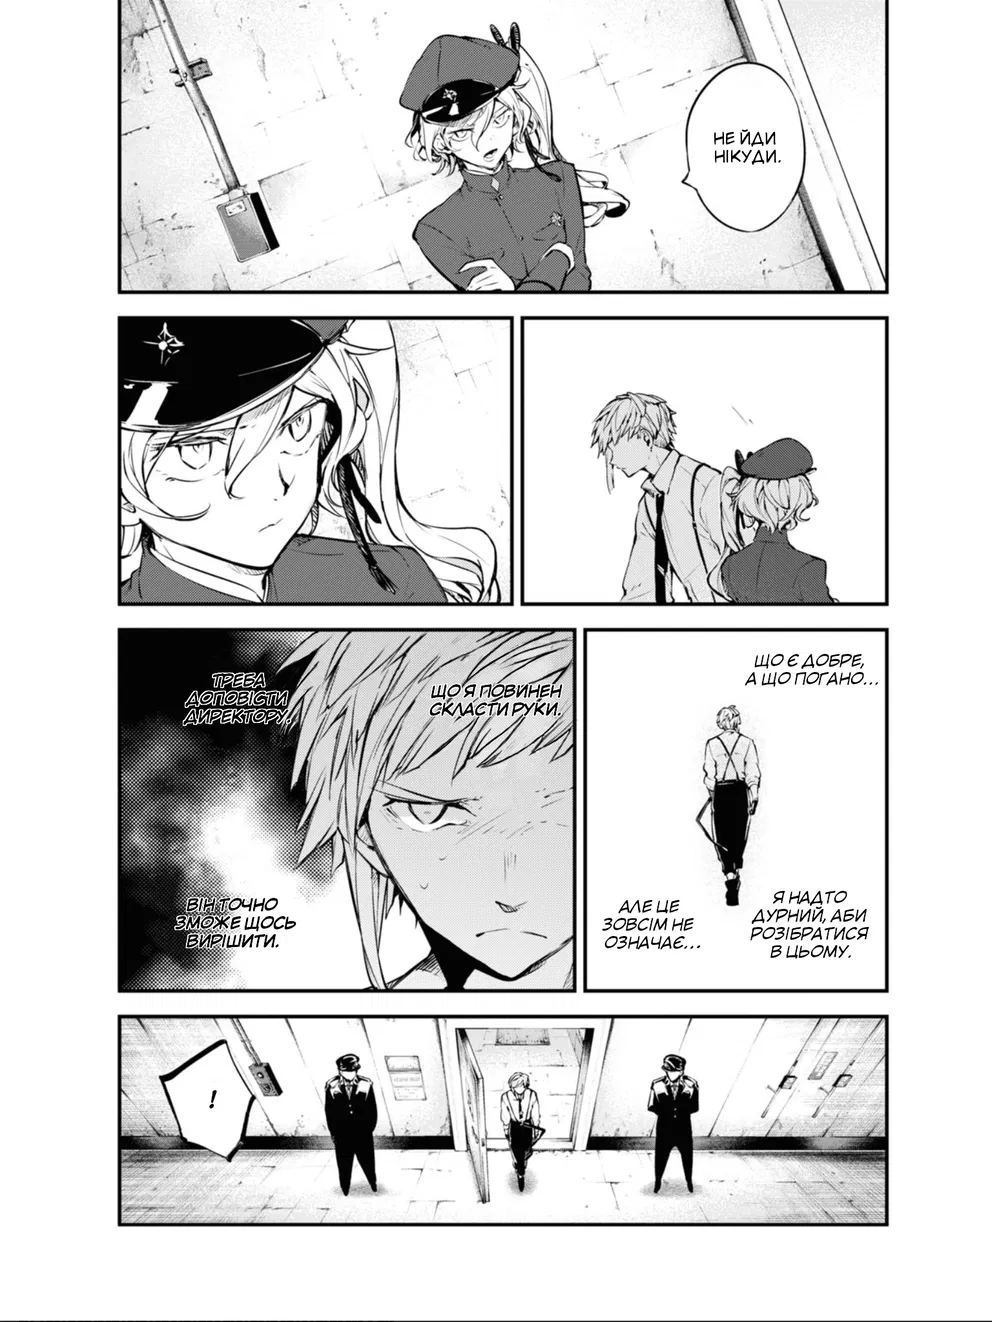 НЕ ЙДИ
НІКУДИ.
ЩО Є ДОБРЕ,
А ЩО ПОГАНО...
Я НАДТО
ДУРНИЙ, АБИ
РОЗІБРАТИСЯ
В ЦЬОМУ.
АЛЕ ЦЕ
ЗОВСІМ НЕ
ОЗНАЧАЄ...
ЩО Я ПОВИНЕН
СКЛАСТИ РУКИ.
ТРЕБА
ДОПОВІСТИ
ДИРЕКТОРУ.
ВІН ТОЧНО
ЗМОЖЕ ЩОСЬ
ВИРІШИТИ.
!